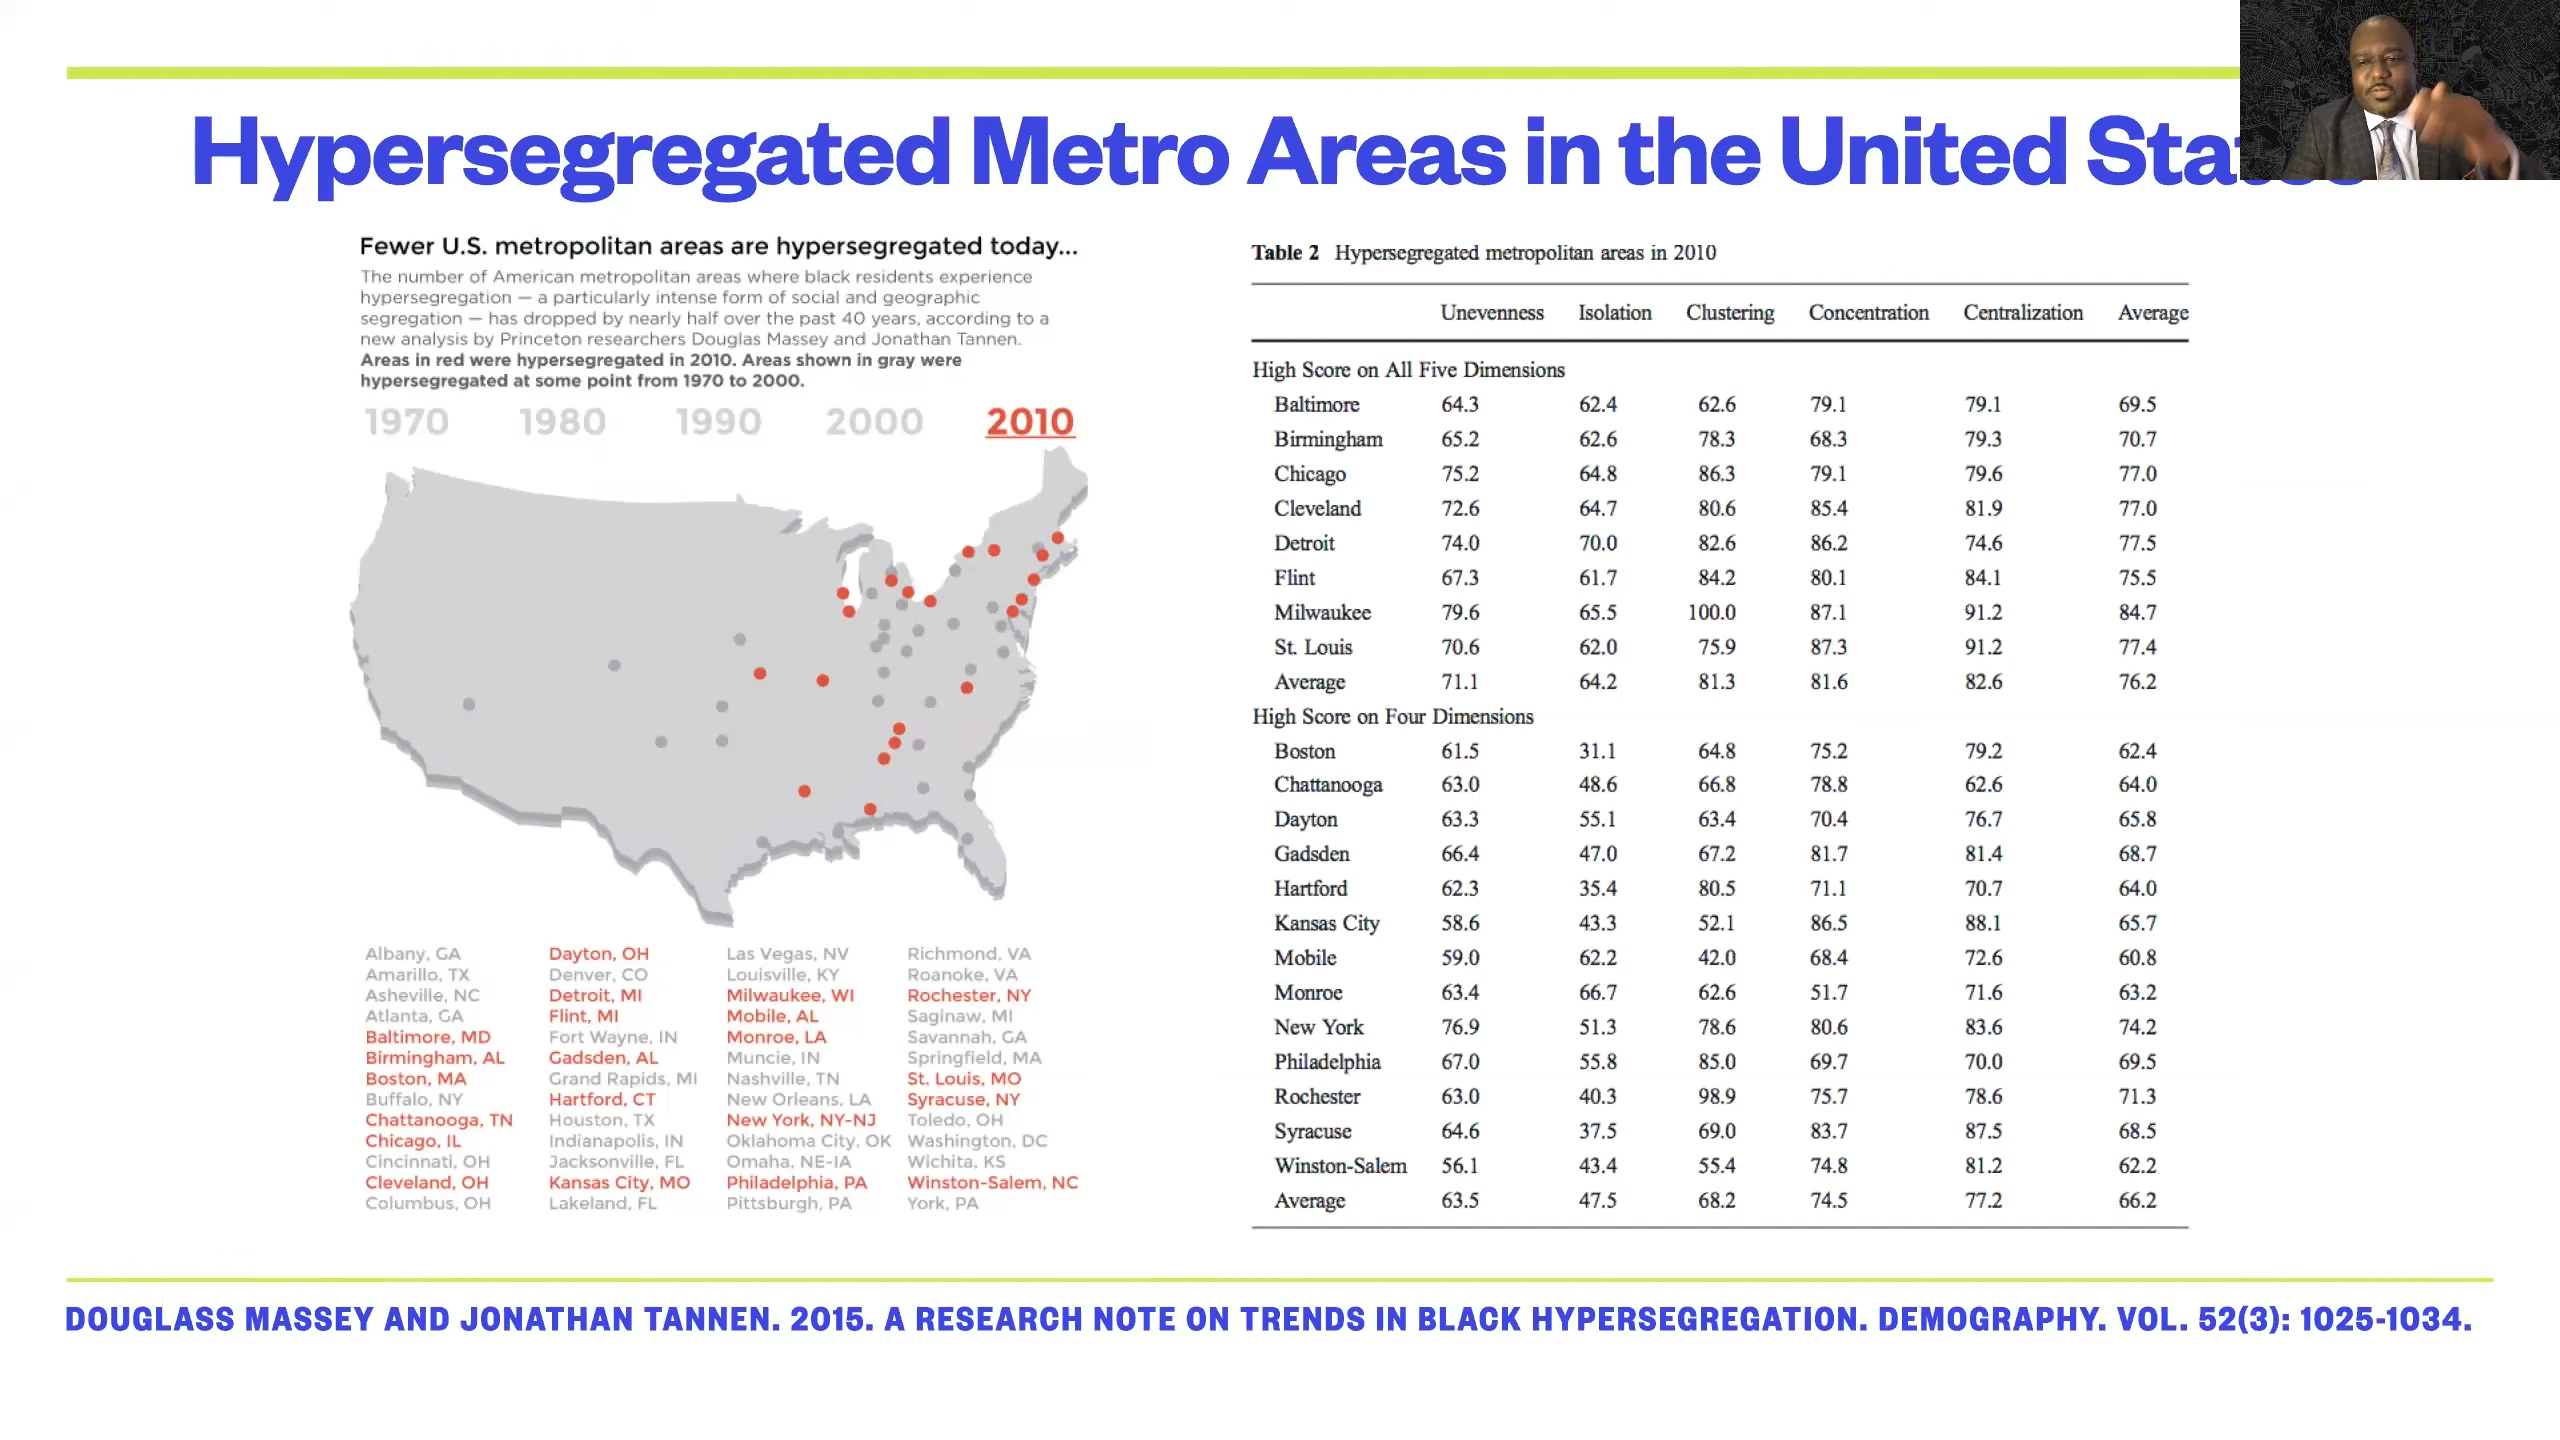 Hypersegregated Metro Areas in the United
Fewer U.S. metropolitan areas are hypersegregated today...
The number of American metropolitan areas where black residents experience
hypersegregation — a particularly intense form of social and geographic
segregation — has dropped by nearly half over the past 40 years, according to a
new analysis by Princeton researchers Douglas Massey and Jonathan Tannen.
Areas in red were hypersegregated in 2010. Areas shown in gray were
hypersegregated at some point from 1970 to 2000.
1970 1980 1990 2000 2010
Albany, GA Dayton, OH Las Vegas, NV Richmond, VA
Amarillo, TX Denver, CO Louisville, KY Roanoke, VA
Asheville, NC Detroit, MI Milwaukee, WI Rochester, NY
Atlanta, GA Flint, MI Mobile, AL Saginaw, MI
Baltimore, MD Fort Wayne, IN Monroe, LA Savannah, GA
Birmingham, AL Gadsden, AL Muncie, IN Springfield, MA
Boston, MA Grand Rapids, MI Nashville, TN St. Louis, MO
Buffalo, NY Hartford, CT New Orleans, LA Syracuse, NY
Chattanooga, TN Houston, TX New York, NY-NJ Toledo, OH
Chicago, IL Indianapolis, IN Oklahoma City, OK Washington, DC
Cincinnati, OH Jacksonville, FL Omaha, NE-IA Wichita, KS
Cleveland, OH Kansas City, MO Philadelphia, PA Winston-Salem, NC
Columbus, OH Lakeland, FL Pittsburgh, PA York, PA
Table 2 Hypersegregated metropolitan areas in 2010
Unevenness Isolation Clustering Concentration Centralization Average
High Score on All Five Dimensions
Baltimore 64.3 62.4 62.6 79.1 79.1 69.5
Birmingham 65.2 62.6 78.3 68.3 79.3 70.7
Chicago 75.2 64.8 86.3 79.1 79.6 77.0
Cleveland 72.6 64.7 80.6 85.4 81.9 77.0
Detroit 74.0 70.0 82.6 86.2 74.6 77.5
Flint 67.3 61.7 84.2 80.1 84.1 75.5
Milwaukee 79.6 65.5 100.0 87.1 91.2 84.7
St. Louis 70.6 62.0 75.9 87.3 91.2 77.4
Average 71.1 64.2 81.3 81.6 82.6 76.2
High Score on Four Dimensions
Boston 61.5 31.1 64.8 75.2 79.2 62.4
Chattanooga 63.0 48.6 66.8 78.8 62.6 64.0
Dayton 63.3 55.1 63.4 70.4 76.7 65.8
Gadsden 66.4 47.0 67.2 81.7 81.4 68.7
Hartford 62.3 35.4 80.5 71.1 70.7 64.0
Kansas City 58.6 43.3 52.1 86.5 88.1 65.7
Mobile 59.0 62.2 42.0 68.4 72.6 60.8
Monroe 63.4 66.7 62.6 51.7 71.6 63.2
New York 76.9 51.3 78.6 80.6 83.6 74.2
Philadelphia 67.0 55.8 85.0 69.7 70.0 69.5
Rochester 63.0 40.3 98.9 75.7 78.6 71.3
Syracuse 64.6 37.5 69.0 83.7 87.5 68.5
Winston-Salem 56.1 43.4 55.4 74.8 81.2 62.2
Average 63.5 47.5 68.2 74.5 77.2 66.2
DOUGLASS MASSEY AND JONATHAN TANNEN. 2015. A RESEARCH NOTE ON TRENDS IN BLACK HYPERSEGREGATION. DEMOGRAPHY. VOL. 52(3): 1025-1034.